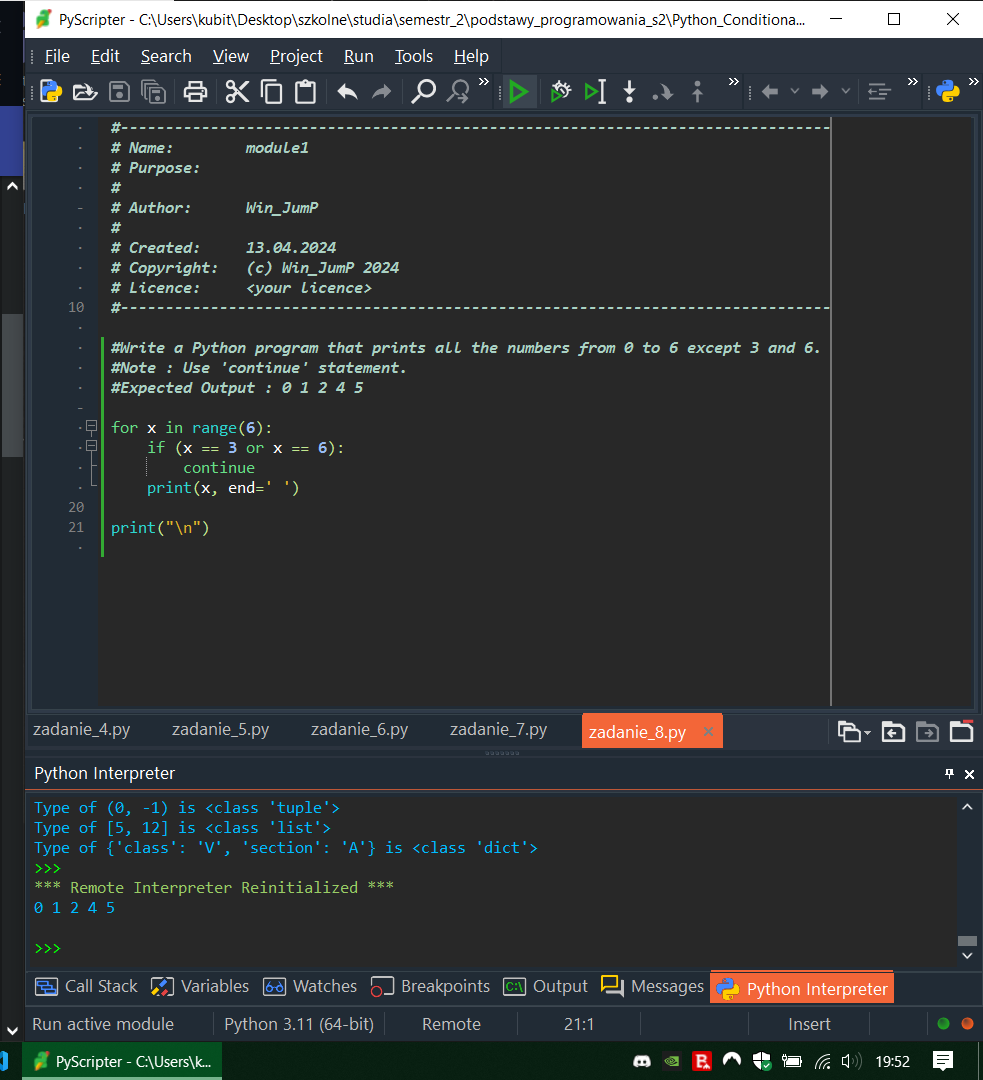 PyScripter - C:\Users\kubit\Desktop\szkolne\studia\semestr_2\podstawy_programowania_s2\Python_Conditiona...
File Edit Search View Project Run Tools Help
#-------------------------------------------------------------------------------
# Name: module1
# Purpose:
#
# Author: Win_JumP
#
# Created: 13.04.2024
# Copyright: (c) Win_JumP 2024
# Licence: <your licence>
10 #-------------------------------------------------------------------------------
#Write a Python program that prints all the numbers from 0 to 6 except 3 and 6.
#Note : Use 'continue' statement.
#Expected Output : 0 1 2 4 5
for x in range(6):
if (x == 3 or x == 6):
continue
print(x, end=' ')
20
21 print("\n")
zadanie_4.py zadanie_5.py zadanie_6.py zadanie_7.py zadanie_8.py ×
Python Interpreter
Type of (0, -1) is <class 'tuple'>
Type of [5, 12] is <class 'list'>
Type of {'class': 'V', 'section': 'A'} is <class 'dict'>
>>>
*** Remote Interpreter Reinitialized ***
0 1 2 4 5
>>>
Call Stack Variables Watches Breakpoints Output Messages Python Interpreter
Run active module Python 3.11 (64-bit) Remote 21:1 Insert
PyScripter - C:\Users\k... 19:52